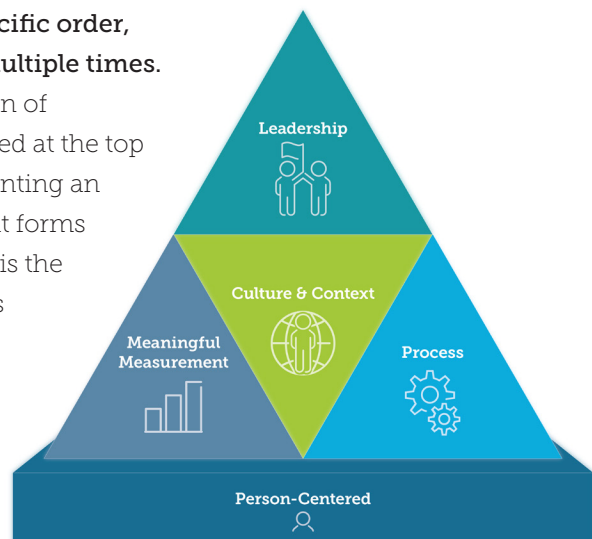 cific order,
ultiple times.
n of
ed at the top
nting an
t forms
is the
s
Leadership
Culture & Context
Meaningful
Measurement
Process
Person-Centered